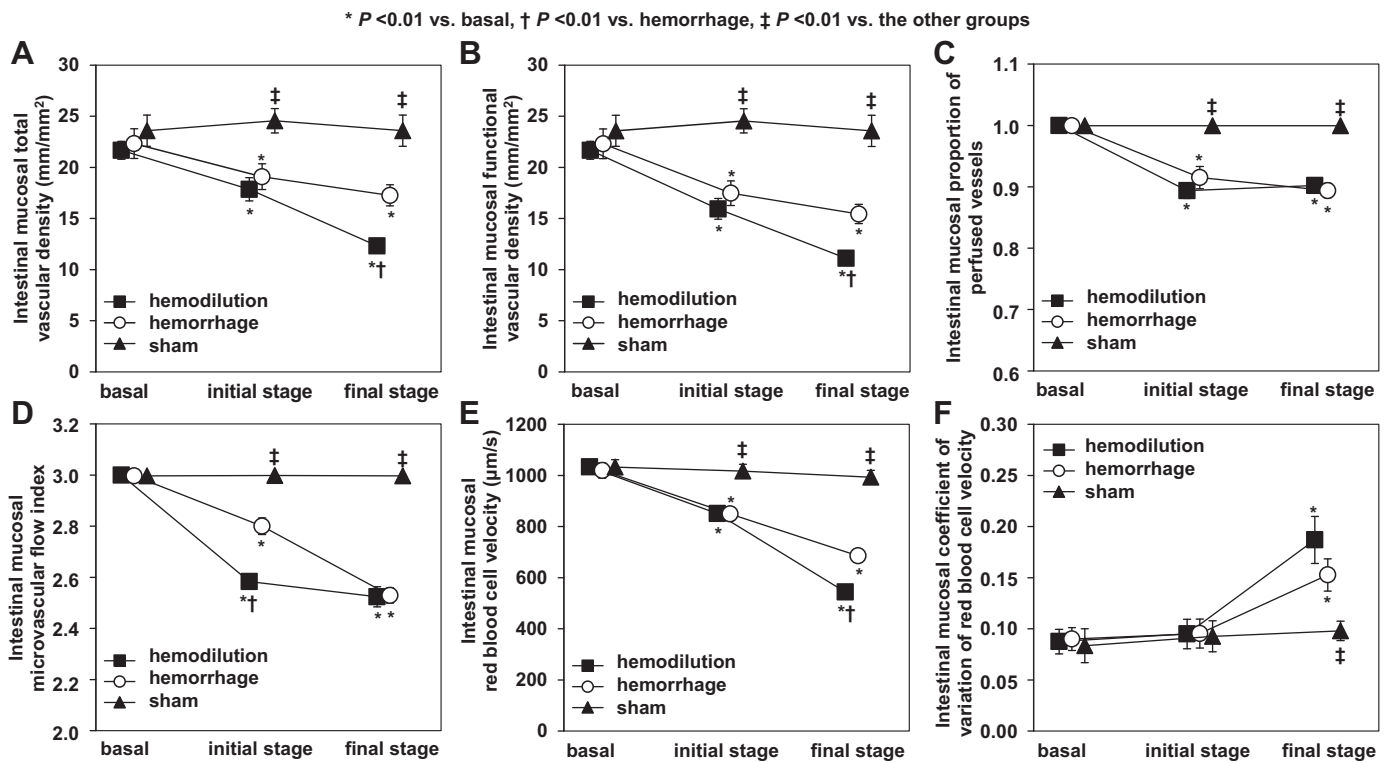 * P <0.01 vs. basal, † P <0.01 vs. hemorrhage, ‡ P <0.01 vs. the other groups
A
Intestinal mucosal total
vascular density (mm/mm²)
30
25
20
15
10
5
0
‡
‡
*
*
*
*†
hemodilution
hemorrhage
sham
basal
initial stage
final stage
B
Intestinal mucosal functional
vascular density (mm/mm²)
30
25
20
15
10
5
0
‡
‡
*
*
*
*†
hemodilution
hemorrhage
sham
basal
initial stage
final stage
C
Intestinal mucosal proportion of
perfused vessels
1.1
1.0
0.9
0.8
0.7
0.6
‡
‡
*
*
*
*
hemodilution
hemorrhage
sham
basal
initial stage
final stage
D
Intestinal mucosal
microvascular flow index
3.2
3.0
2.8
2.6
2.4
2.2
2.0
‡
‡
*
*†
* *
hemodilution
hemorrhage
sham
basal
initial stage
final stage
E
Intestinal mucosal
red blood cell velocity (µm/s)
1200
1000
800
600
400
200
0
‡
‡
*
*
*
*†
hemodilution
hemorrhage
sham
basal
initial stage
final stage
F
Intestinal mucosal coefficient of
variation of red blood cell velocity
0.30
0.25
0.20
0.15
0.10
0.05
0.00
hemodilution
hemorrhage
sham
*
*
‡
basal
initial stage
final stage